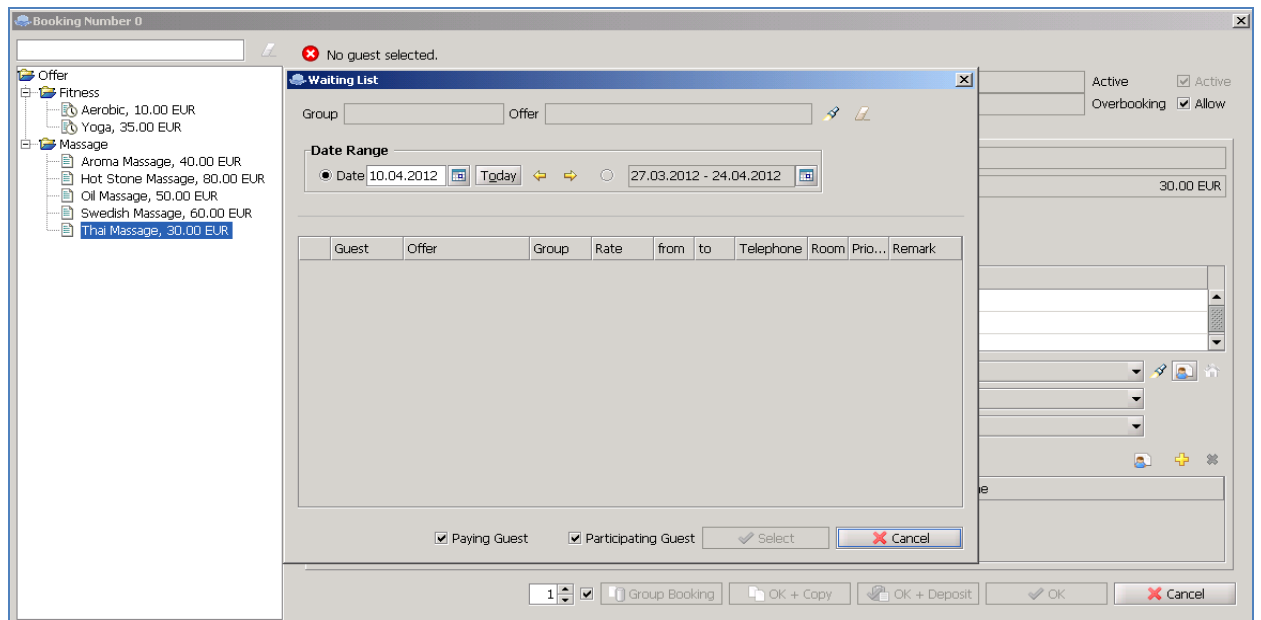 Booking Number 0
No guest selected.
Offer
Fitness
Aerobic, 10.00 EUR
Yoga, 35.00 EUR
Massage
Aroma Massage, 40.00 EUR
Hot Stone Massage, 80.00 EUR
Oil Massage, 50.00 EUR
Swedish Massage, 60.00 EUR
Thai Massage, 30.00 EUR
Active Active
Overbooking Allow
30.00 EUR
Waiting List
Group Offer
Date Range
Date 10.04.2012 Today 27.03.2012 - 24.04.2012
Guest Offer Group Rate from to Telephone Room Prio... Remark
Paying Guest Participating Guest Select Cancel
1 Group Booking OK + Copy OK + Deposit OK Cancel